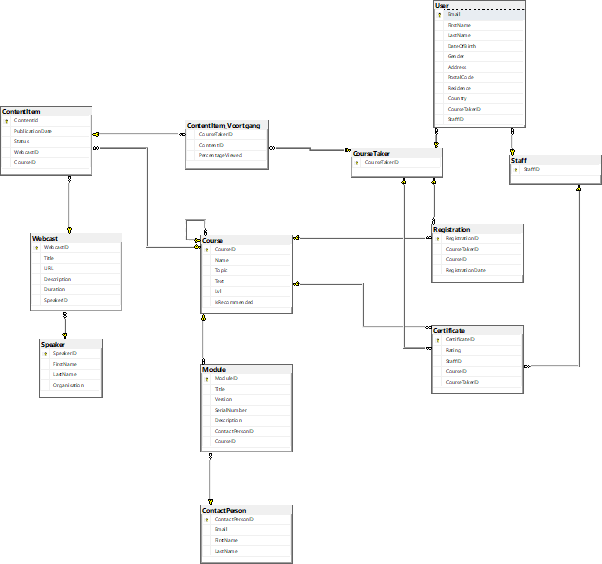 User
Email
FirstName
LastName
DateOfBirth
Gender
Address
PostalCode
Residence
Country
CourseTakerID
StaffID
ContentItem
ContentId
PublicationDate
Status
WebcastID
CourseID
ContentItem_Voortgang
CourseTakerID
ContentID
PercentageViewed
CourseTaker
CourseTakerID
Staff
StaffID
Webcast
WebcastID
Title
URL
Description
Duration
SpeakerID
Course
CourseID
Name
Topic
Text
Lvl
isRecommended
Registration
RegistrationID
CourseTakerID
CourseID
RegistrationDate
Speaker
SpeakerID
FirstName
LastName
Organisation
Certificate
CertificateID
Rating
StaffID
CourseID
CourseTakerID
Module
ModuleID
Title
Version
SerialNumber
Description
ContactPersonID
CourseID
ContactPerson
ContactPersonID
Email
FirstName
LastName